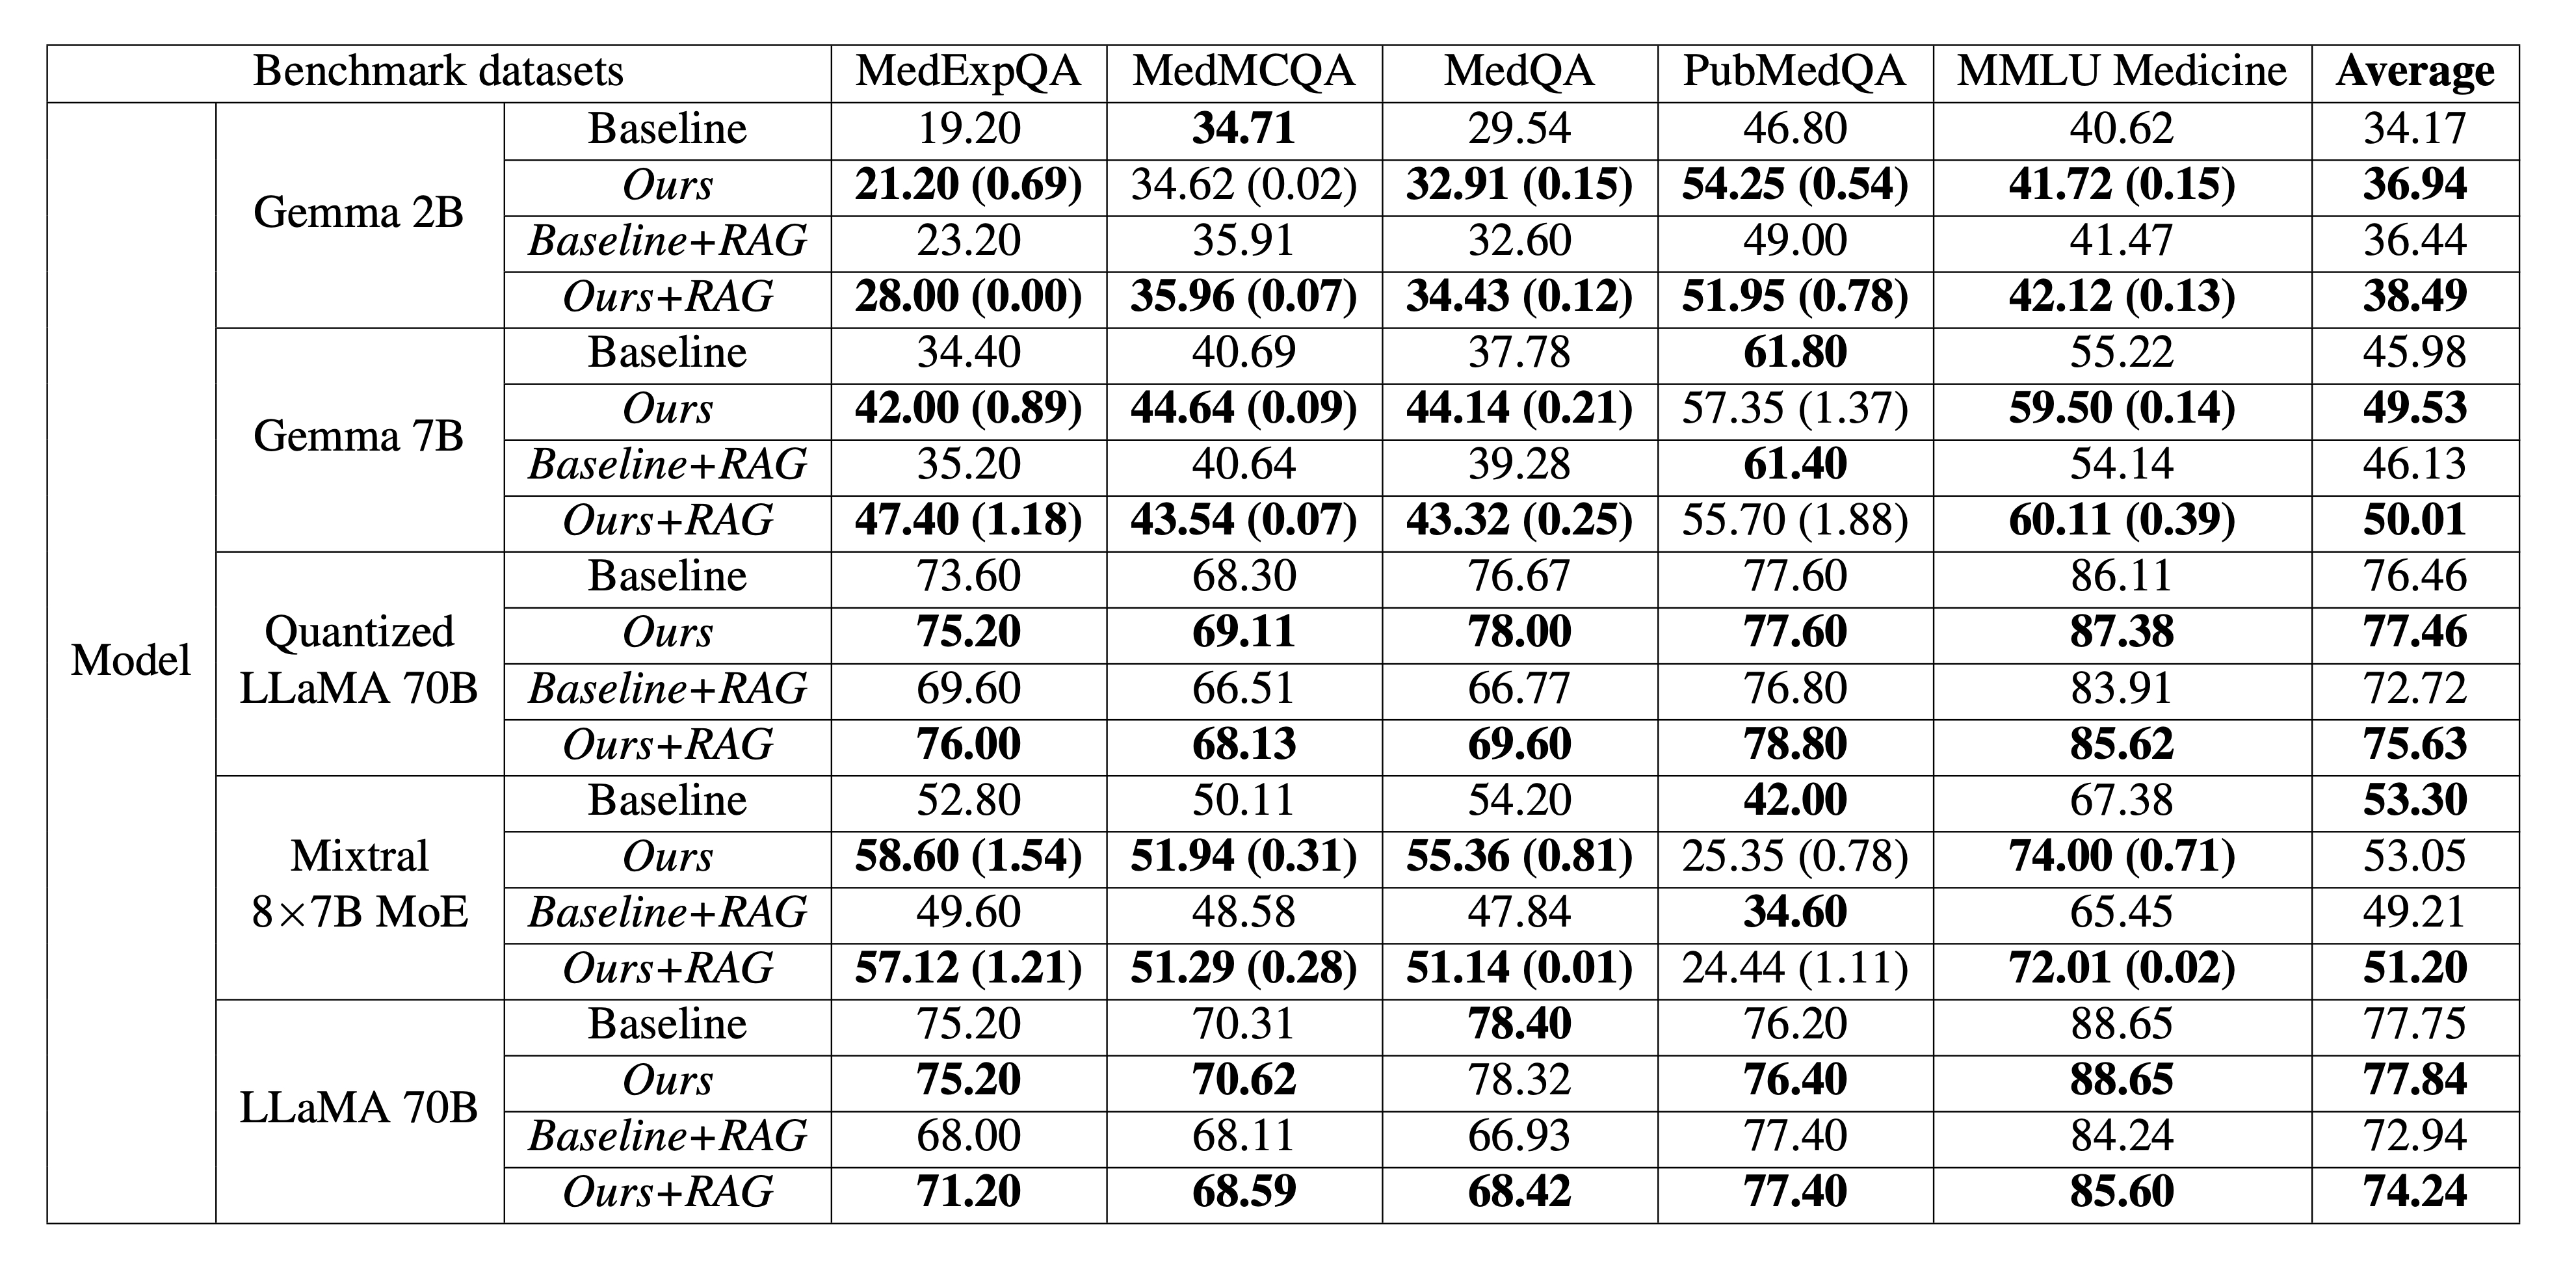 Benchmark datasets MedExpQA MedMCQA MedQA PubMedQA MMLU Medicine Average
Baseline 19.20 34.71 29.54 46.80 40.62 34.17
Ours 21.20 (0.69) 34.62 (0.02) 32.91 (0.15) 54.25 (0.54) 41.72 (0.15) 36.94
Gemma 2B
Baseline+RAG 23.20 35.91 32.60 49.00 41.47 36.44
Ours+RAG 28.00 (0.00) 35.96 (0.07) 34.43 (0.12) 51.95 (0.78) 42.12 (0.13) 38.49
Baseline 34.40 40.69 37.78 61.80 55.22 45.98
Ours 42.00 (0.89) 44.64 (0.09) 44.14 (0.21) 57.35 (1.37) 59.50 (0.14) 49.53
Gemma 7B
Baseline+RAG 35.20 40.64 39.28 61.40 54.14 46.13
Ours+RAG 47.40 (1.18) 43.54 (0.07) 43.32 (0.25) 55.70 (1.88) 60.11 (0.39) 50.01
Baseline 73.60 68.30 76.67 77.60 86.11 76.46
Quantized Ours 75.20 69.11 78.00 77.60 87.38 77.46
Model
LLaMA 70B Baseline+RAG 69.60 66.51 66.77 76.80 83.91 72.72
Ours+RAG 76.00 68.13 69.60 78.80 85.62 75.63
Baseline 52.80 50.11 54.20 42.00 67.38 53.30
Mixtral Ours 58.60 (1.54) 51.94 (0.31) 55.36 (0.81) 25.35 (0.78) 74.00 (0.71) 53.05
8×7B MoE Baseline+RAG 49.60 48.58 47.84 34.60 65.45 49.21
Ours+RAG 57.12 (1.21) 51.29 (0.28) 51.14 (0.01) 24.44 (1.11) 72.01 (0.02) 51.20
Baseline 75.20 70.31 78.40 76.20 88.65 77.75
Ours 75.20 70.62 78.32 76.40 88.65 77.84
LLaMA 70B
Baseline+RAG 68.00 68.11 66.93 77.40 84.24 72.94
Ours+RAG 71.20 68.59 68.42 77.40 85.60 74.24